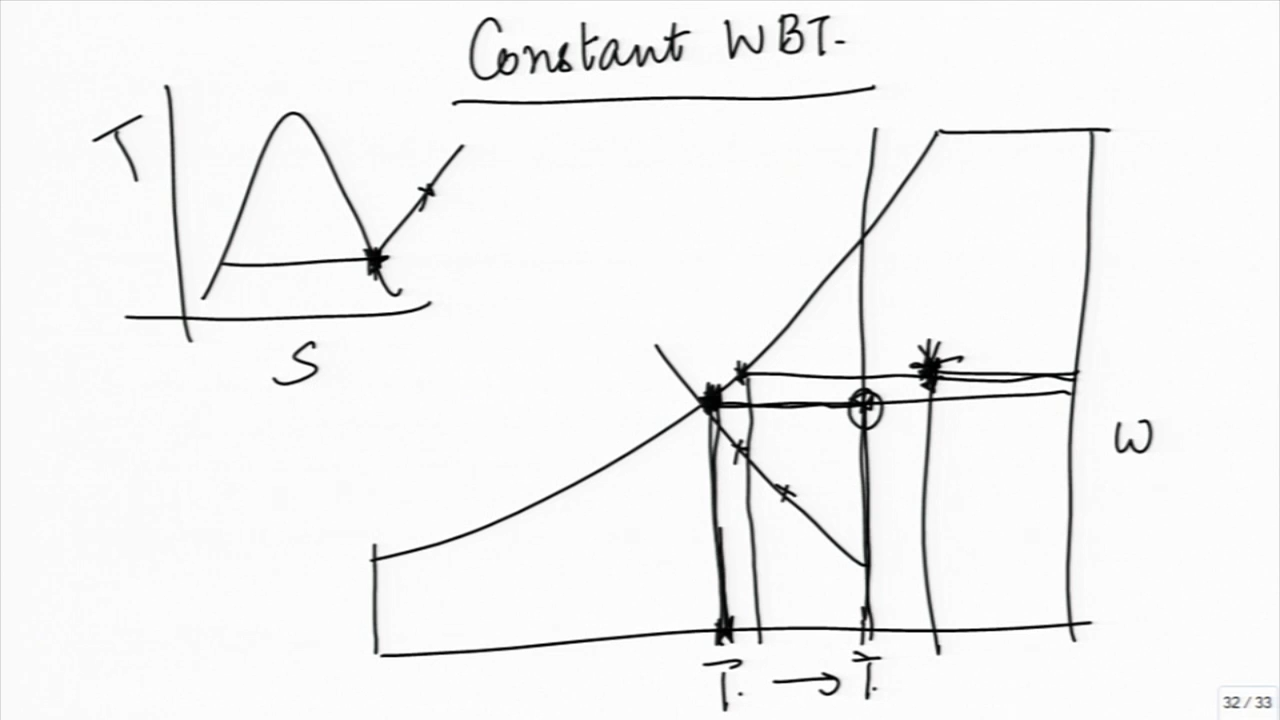 Constant WBT.
T
S
W
T. → T.
32 / 33